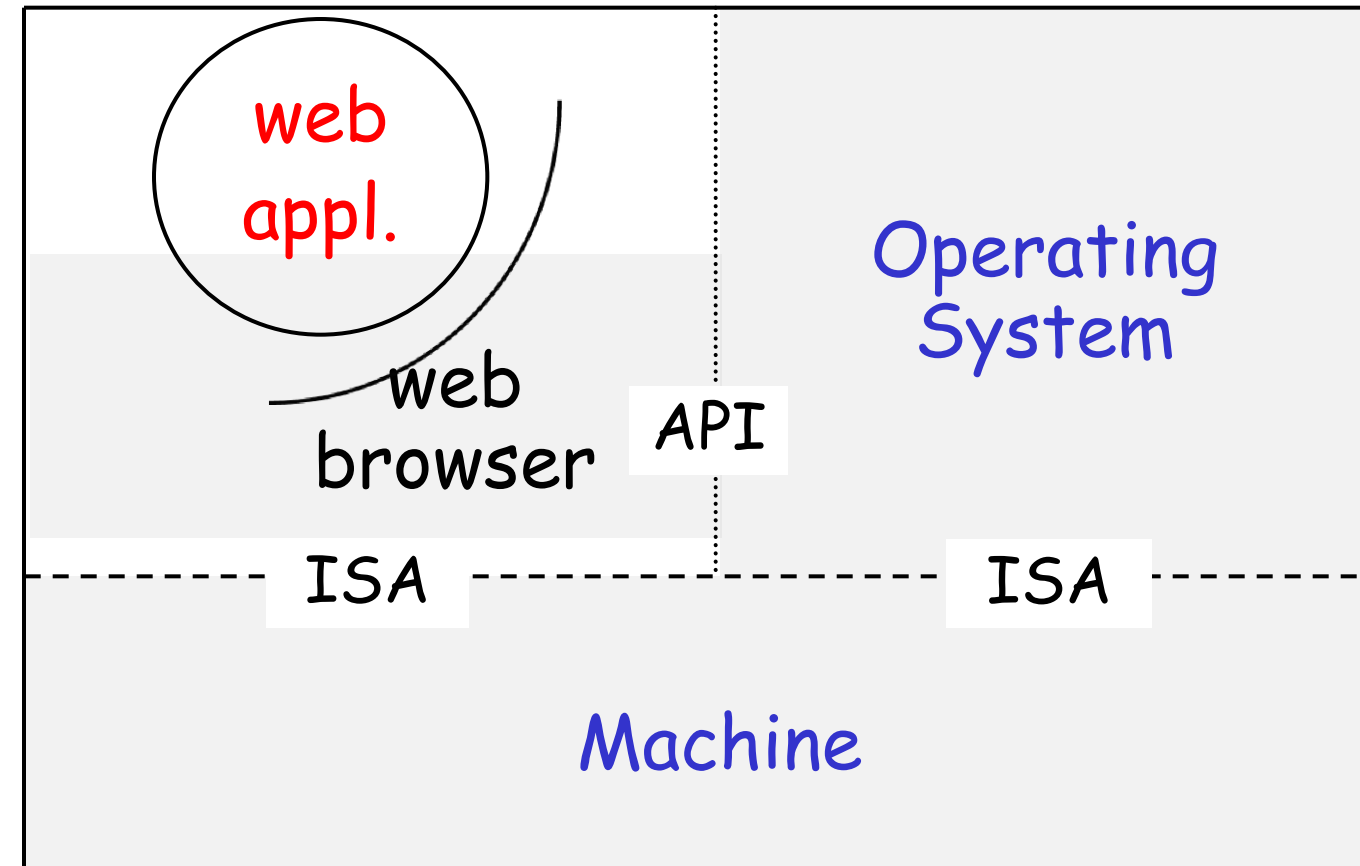 web
appl.
web
browser
API
Operating
System
ISA
ISA
Machine